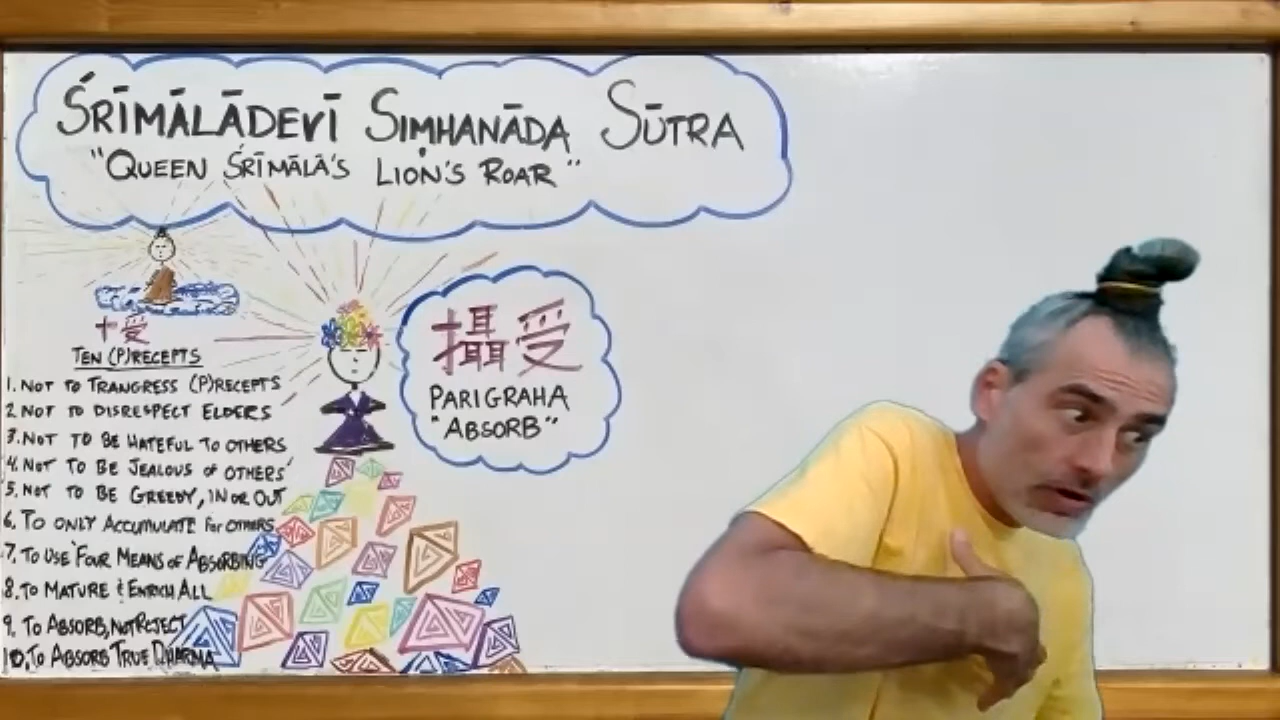 ŚRĪMĀLĀDEVĪ SIṂHANĀDA SŪTRA
"QUEEN ŚRĪMĀLĀ'S LION'S ROAR"
十受
TEN (P)RECEPTS
1. NOT TO TRANGRESS (P)RECEPTS
2. NOT TO DISRESPECT ELDERS
3. NOT TO BE HATEFUL TO OTHERS
4. NOT TO BE JEALOUS of OTHERS'
5. NOT TO BE GREEDY, IN OR OUT
6. TO ONLY ACCUMULATE for OTHERS
7. TO USE 'FOUR MEANS OF ABSORBING'
8. TO MATURE & ENRICH ALL
9. TO ABSORB, NOT REJECT
10. TO ABSORB TRUE DHARMA
攝受
PARIGRAHA
"ABSORB"